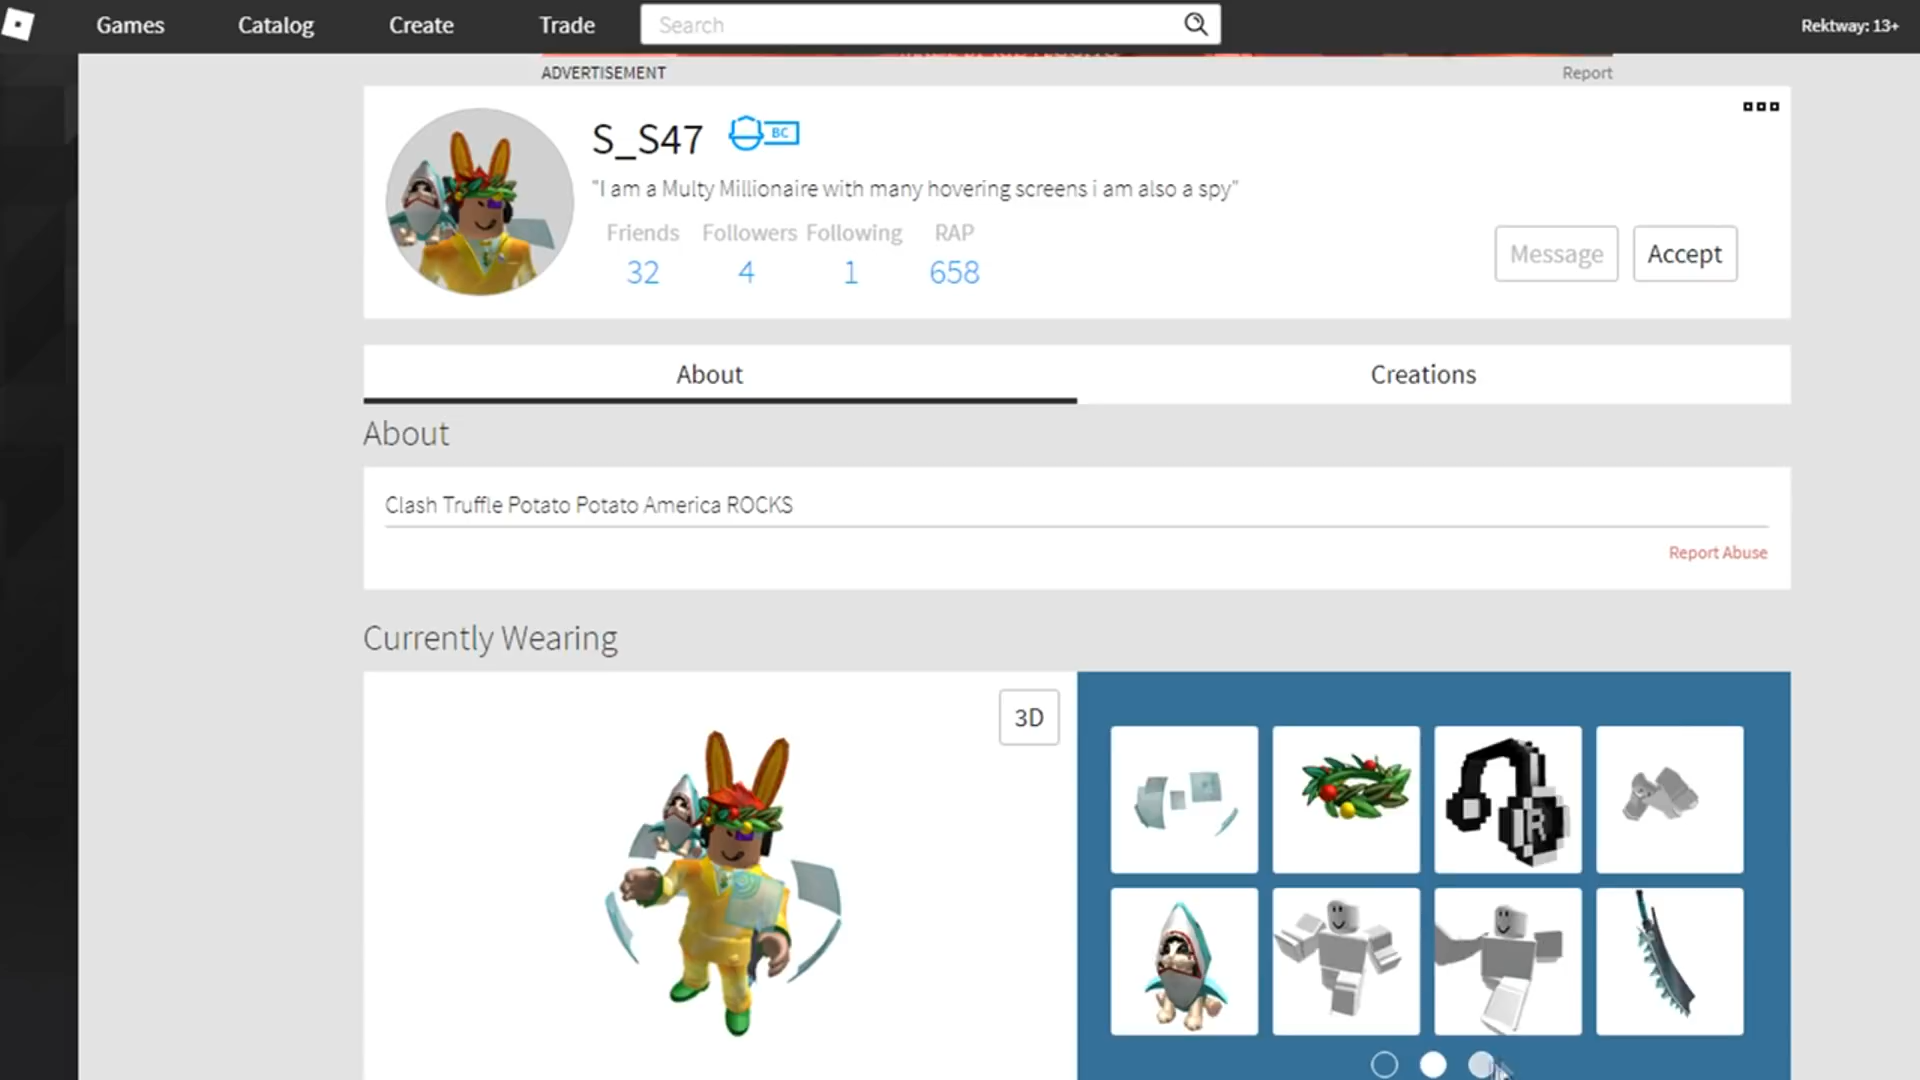 Games Catalog Create Trade Search Rektway: 13+
ADVERTISEMENT Report
S_S47 BC
"I am a Multy Millionaire with many hovering screens i am also a spy"
Friends Followers Following RAP
32 4 1 658
Message Accept
About Creations
About
Clash Truffle Potato Potato America ROCKS
Report Abuse
Currently Wearing
3D
R